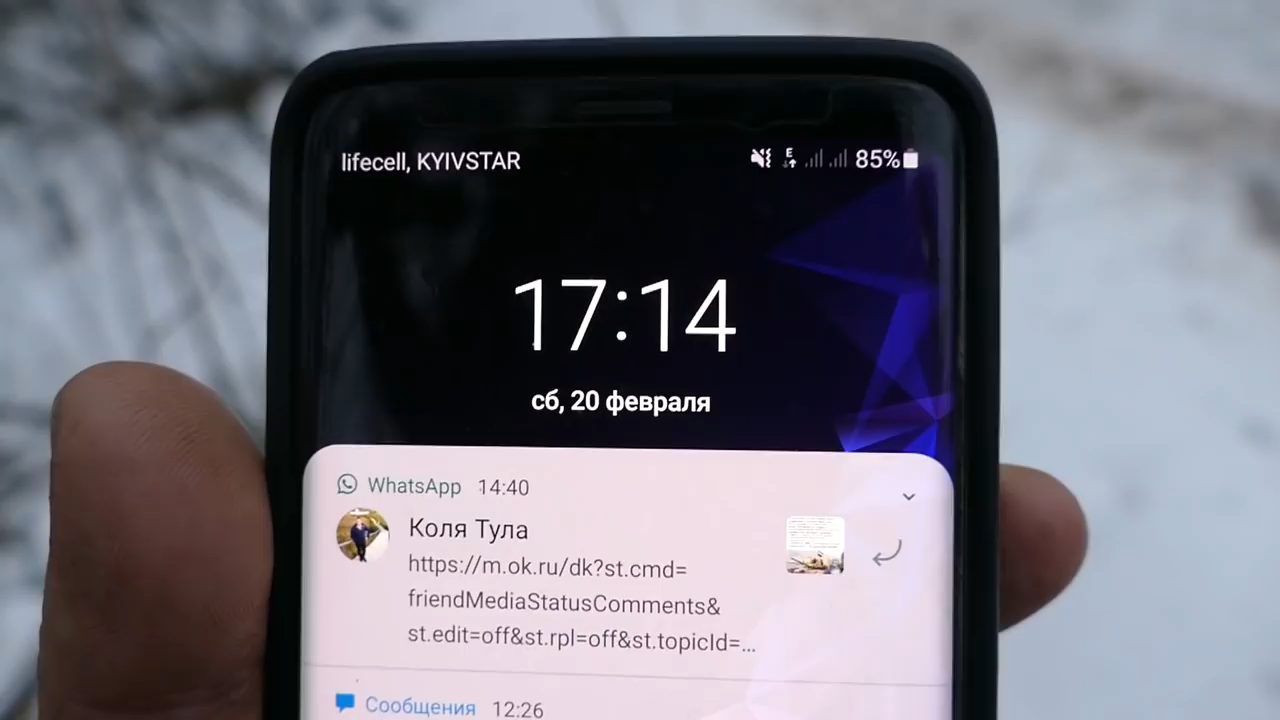 lifecell, KYIVSTAR
E
85%
17:14
сб, 20 февраля
WhatsApp 14:40
Коля Тула
https://m.ok.ru/dk?st.cmd=
friendMediaStatusComments&
st.edit=off&st.rpl=off&st.topicId=...
Сообщения 12:26